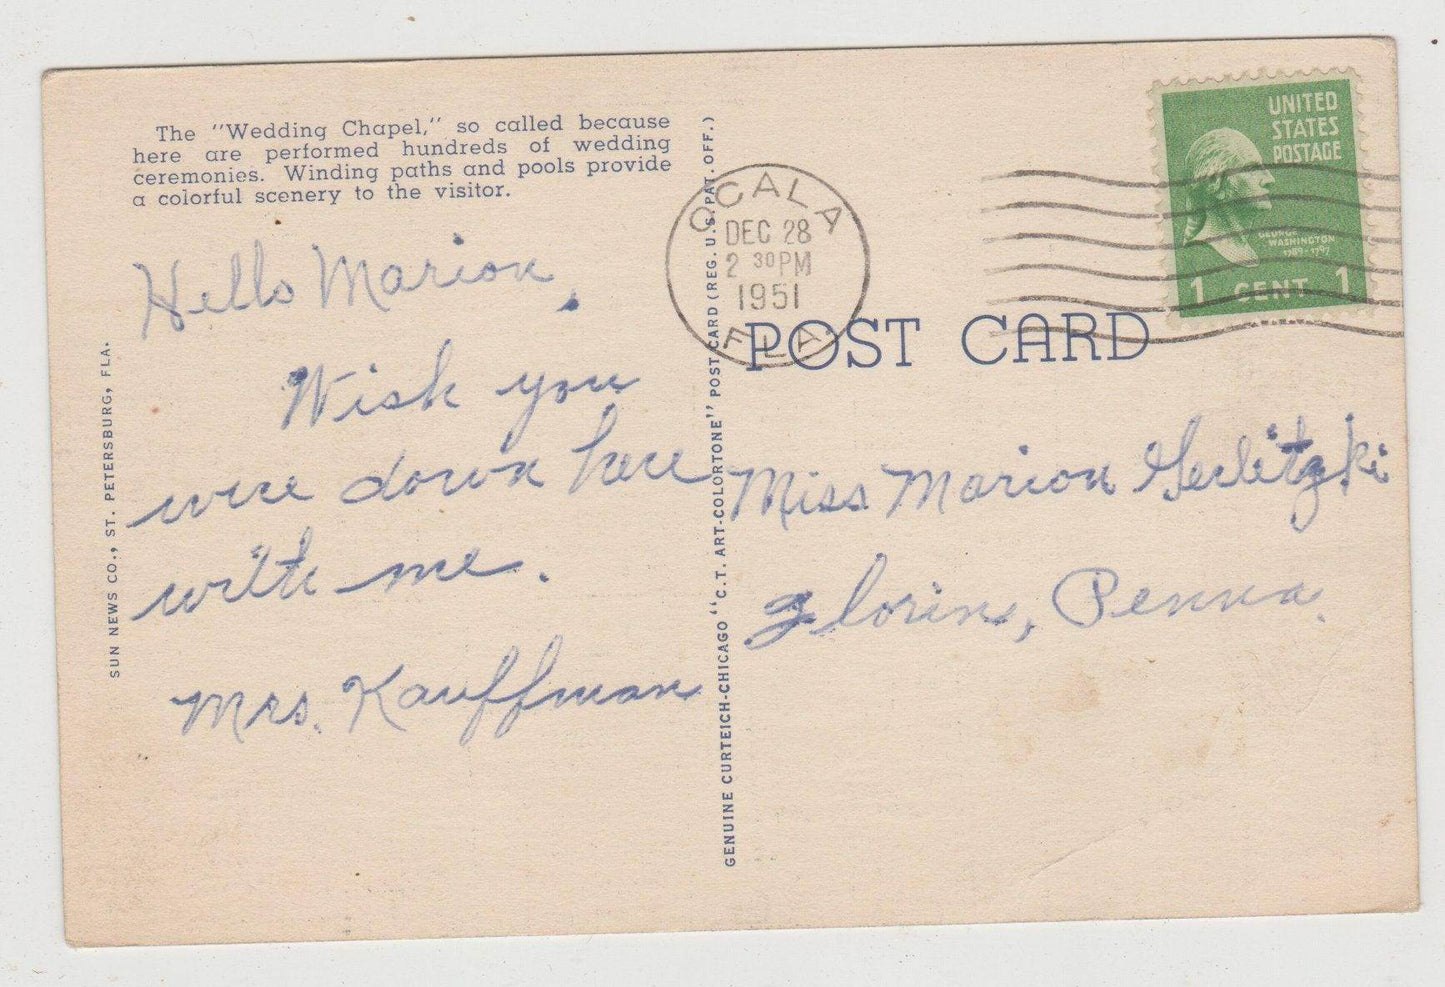 The "Wedding Chapel," so called because
here are performed hundreds of wedding
ceremonies. Winding paths and pools provide
a colorful scenery to the visitor.
Hello Marion,
Wish you
were down here
with me.
Mrs. Kauffman
SUN NEWS CO., ST. PETERSBURG, FLA.
GENUINE CURTEICH-CHICAGO "C.T. ART-COLORTONE" POST CARD (REG. U.S. PAT. OFF.)
OCALA
DEC 28
2 30 PM
1951
FLA.
UNITED
STATES
POSTAGE
GEORGE
WASHINGTON
1789-1797
1 CENT 1
POST CARD
Miss Marion Gerlitzki
Florin, Penna.